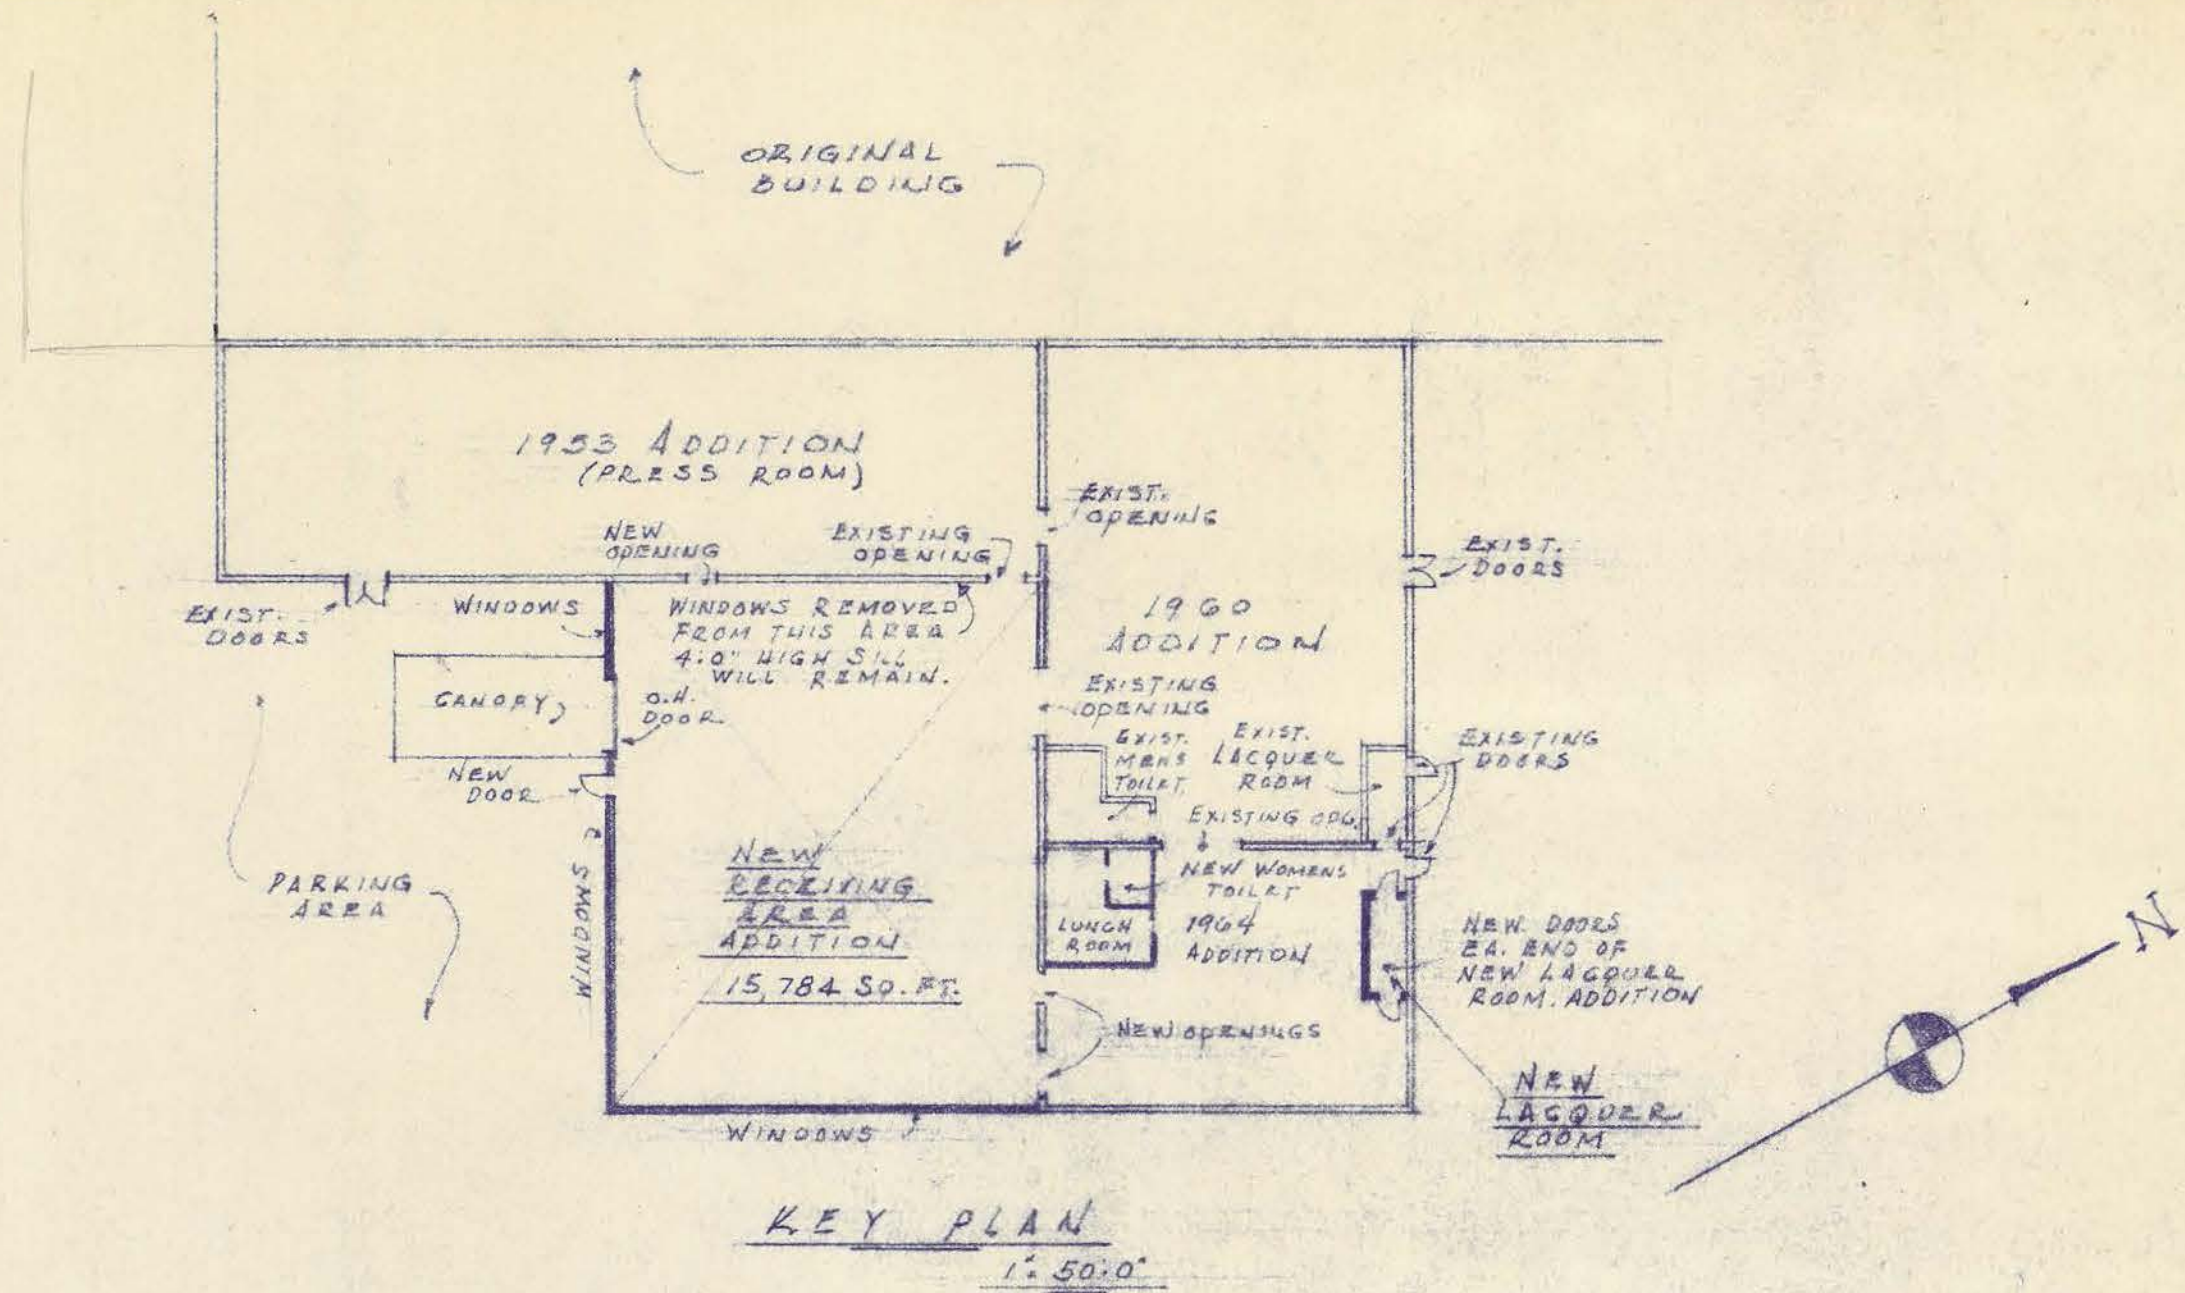 ORIGINAL
BUILDING
1953 ADDITION
(PRESS ROOM)
EXIST.
OPENING
NEW
OPENING
EXISTING
OPENING
EXIST.
DOORS
EXIST.
DOORS
WINDOWS
WINDOWS REMOVED
FROM THIS AREA
4'-0" HIGH SILL
WILL REMAIN.
1960
ADDITION
CANOPY
O.H.
DOOR
EXISTING
OPENING
EXIST.
MENS
TOILET
EXIST.
LACQUER
ROOM
EXISTING
DOORS
NEW
DOOR
EXISTING OPG.
WINDOWS
NEW
RECEIVING
AREA
ADDITION
15,784 SQ. FT.
NEW WOMENS
TOILET
PARKING
AREA
LUNCH
ROOM
1964
ADDITION
NEW DOORS
EA. END OF
NEW LACQUER
ROOM. ADDITION
N
NEW OPENINGS
NEW
LACQUER
ROOM
WINDOWS
KEY PLAN
1"= 50'-0"